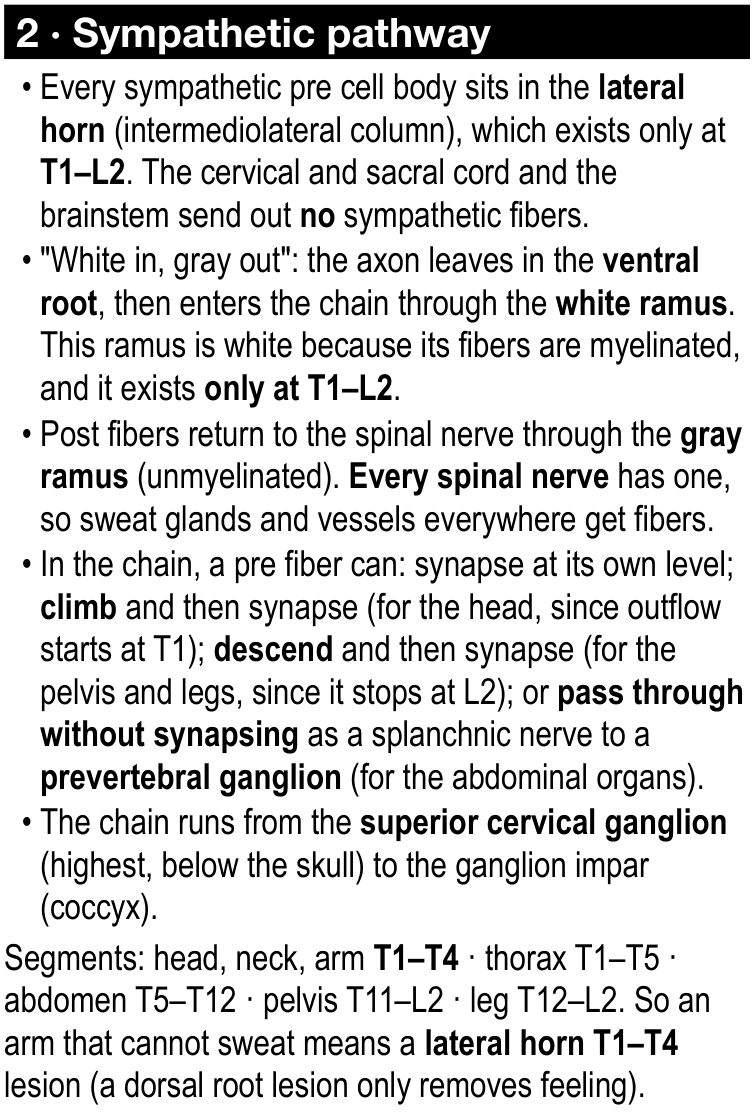 2 · Sympathetic pathway
• Every sympathetic pre cell body sits in the lateral
horn (intermediolateral column), which exists only at
T1–L2. The cervical and sacral cord and the
brainstem send out no sympathetic fibers.
• "White in, gray out": the axon leaves in the ventral
root, then enters the chain through the white ramus.
This ramus is white because its fibers are myelinated,
and it exists only at T1–L2.
• Post fibers return to the spinal nerve through the gray
ramus (unmyelinated). Every spinal nerve has one,
so sweat glands and vessels everywhere get fibers.
• In the chain, a pre fiber can: synapse at its own level;
climb and then synapse (for the head, since outflow
starts at T1); descend and then synapse (for the
pelvis and legs, since it stops at L2); or pass through
without synapsing as a splanchnic nerve to a
prevertebral ganglion (for the abdominal organs).
• The chain runs from the superior cervical ganglion
(highest, below the skull) to the ganglion impar
(coccyx).
Segments: head, neck, arm T1–T4 · thorax T1–T5 ·
abdomen T5–T12 · pelvis T11–L2 · leg T12–L2. So an
arm that cannot sweat means a lateral horn T1–T4
lesion (a dorsal root lesion only removes feeling).